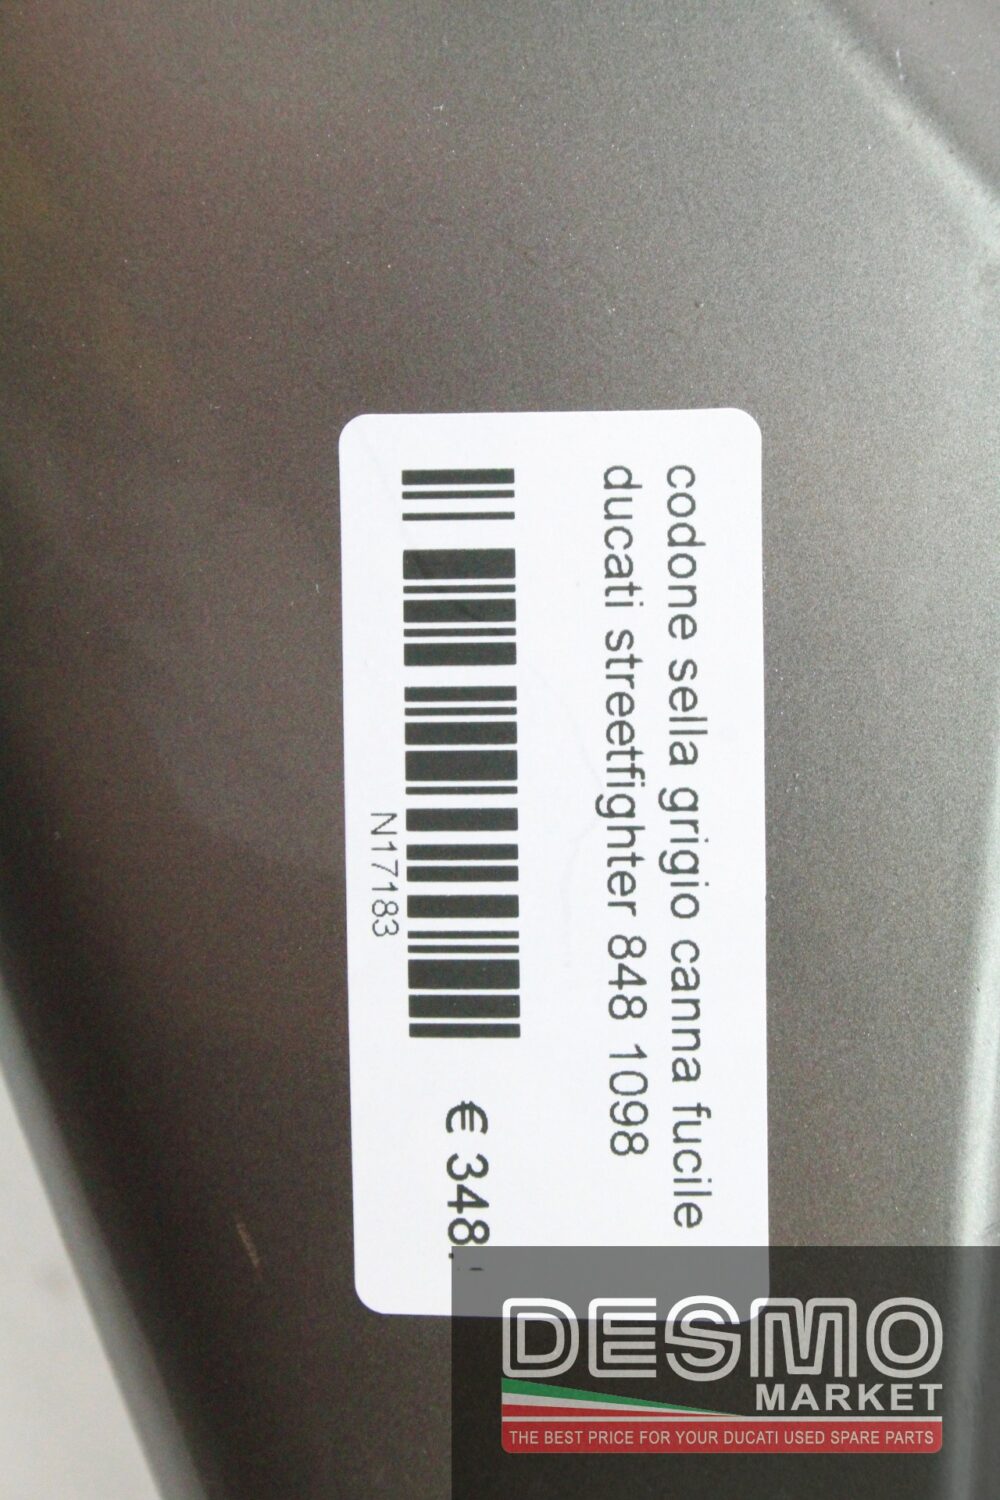 codone sella grigio canna fucile
ducati streetfighter 848 1098
N17183
€ 348,
DESMO
MARKET
THE BEST PRICE FOR YOUR DUCATI USED SPARE PARTS